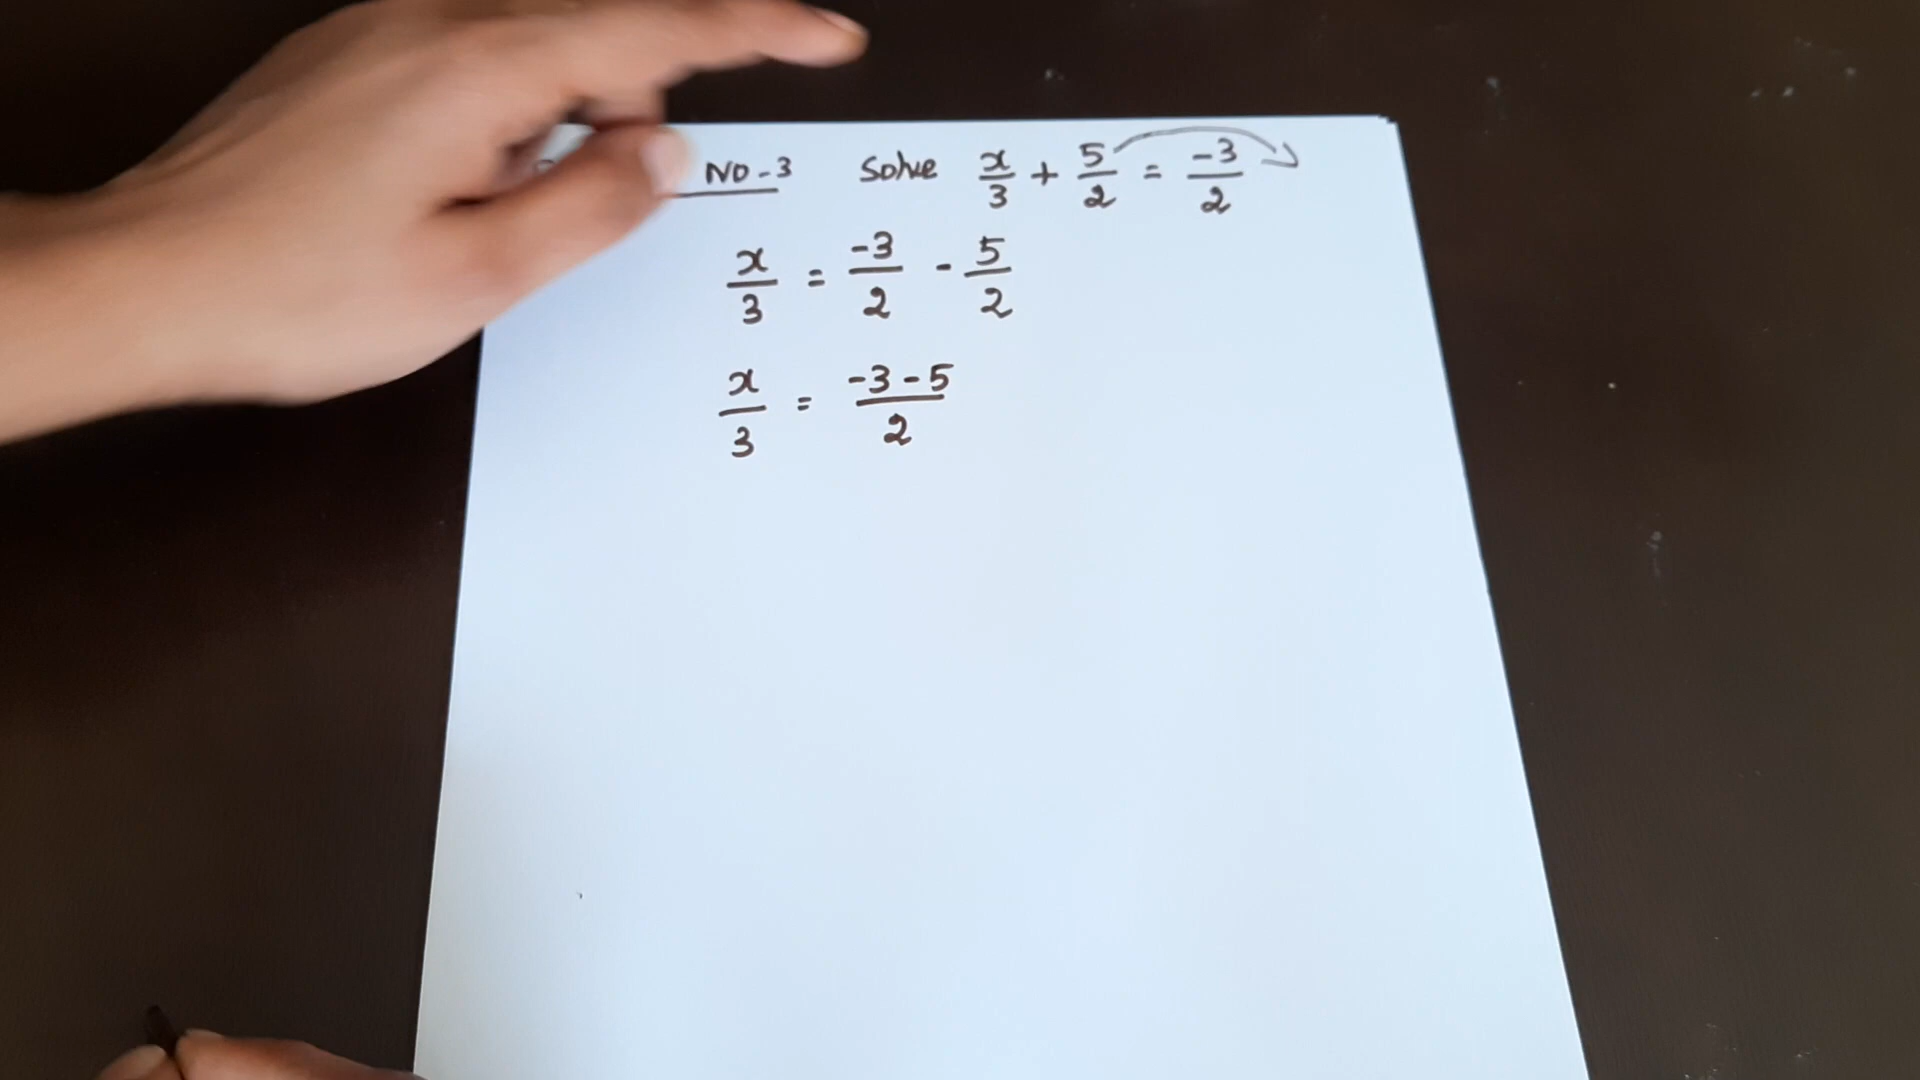 NO-3 Solve x/3 + 5/2 = -3/2
x/3 = -3/2 - 5/2
x/3 = -3-5/2